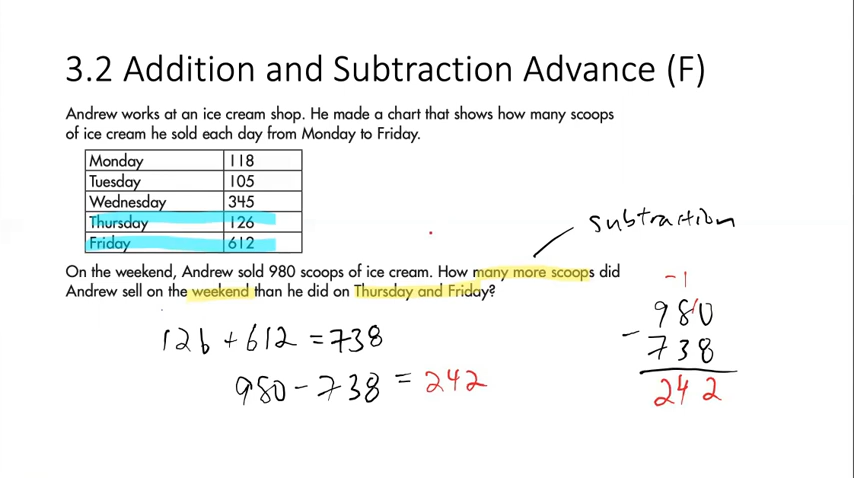 3.2 Addition and Subtraction Advance (F)
Andrew works at an ice cream shop. He made a chart that shows how many scoops
of ice cream he sold each day from Monday to Friday.
Monday 118
Tuesday 105
Wednesday 345
Thursday 126
Friday 612
subtraction
On the weekend, Andrew sold 980 scoops of ice cream. How many more scoops did
Andrew sell on the weekend than he did on Thursday and Friday?
126 + 612 = 738
980 - 738 = 242
-1
980
- 738
242